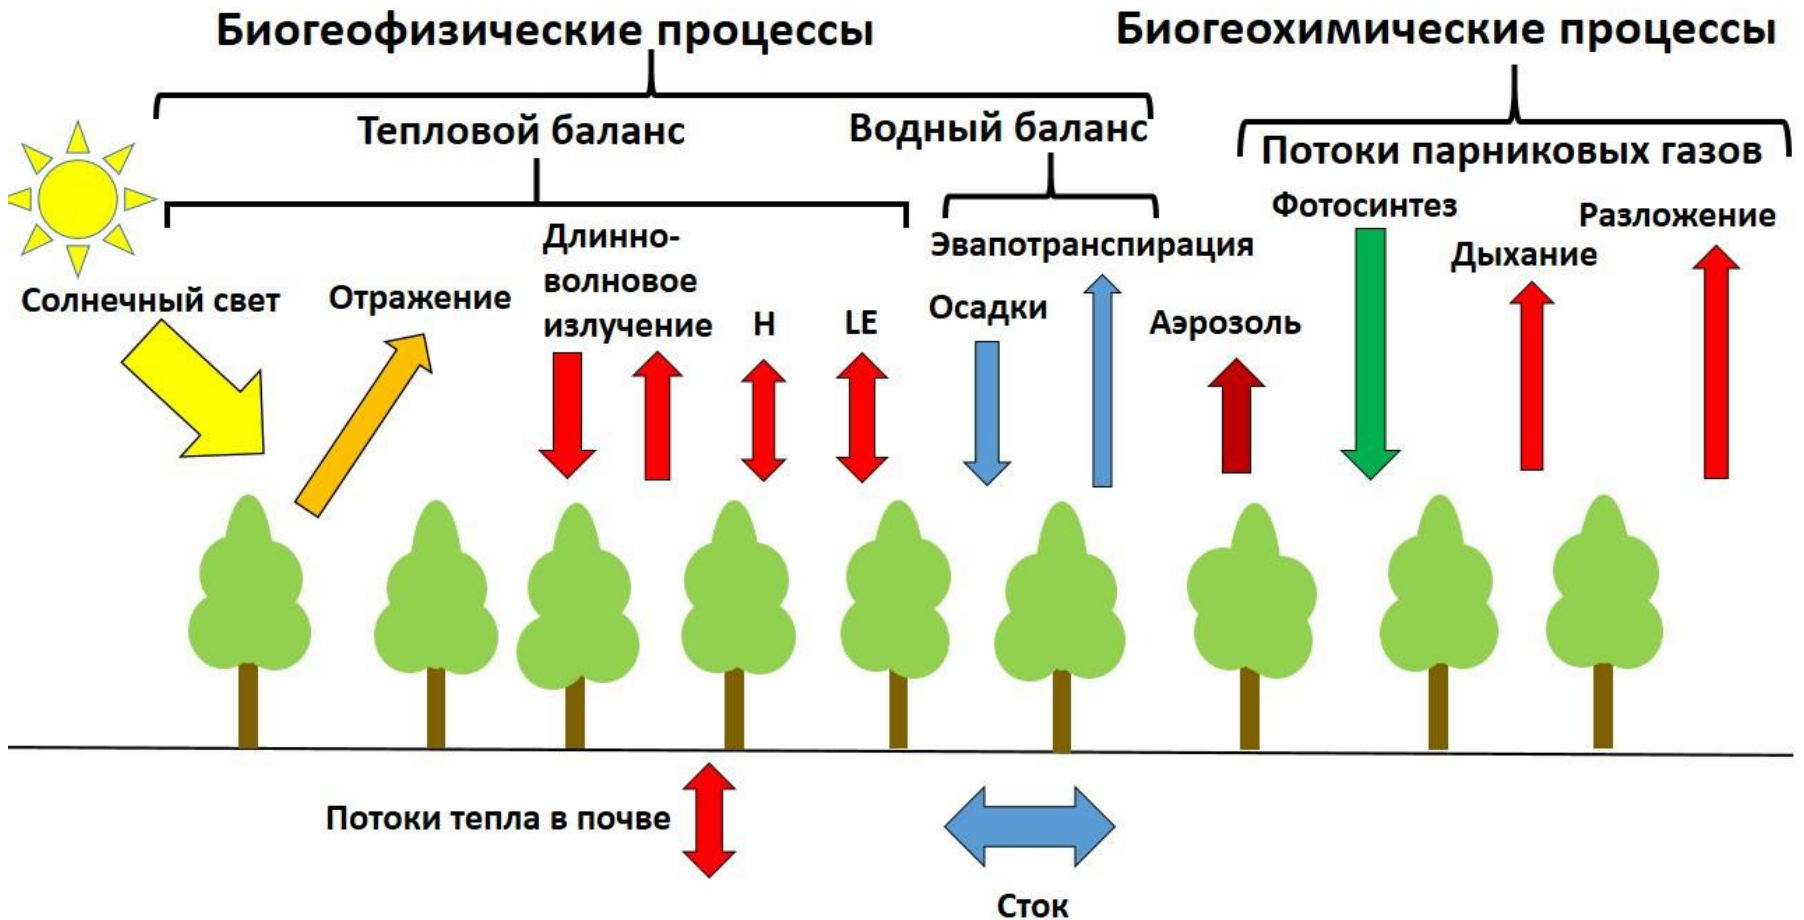 Биогеофизические процессы
Биогеохимические процессы
Тепловой баланс
Водный баланс
Потоки парниковых газов
Солнечный свет
Отражение
Длинно-
волновое
излучение
H
LE
Эвапотранспирация
Осадки
Аэрозоль
Фотосинтез
Дыхание
Разложение
Потоки тепла в почве
Сток